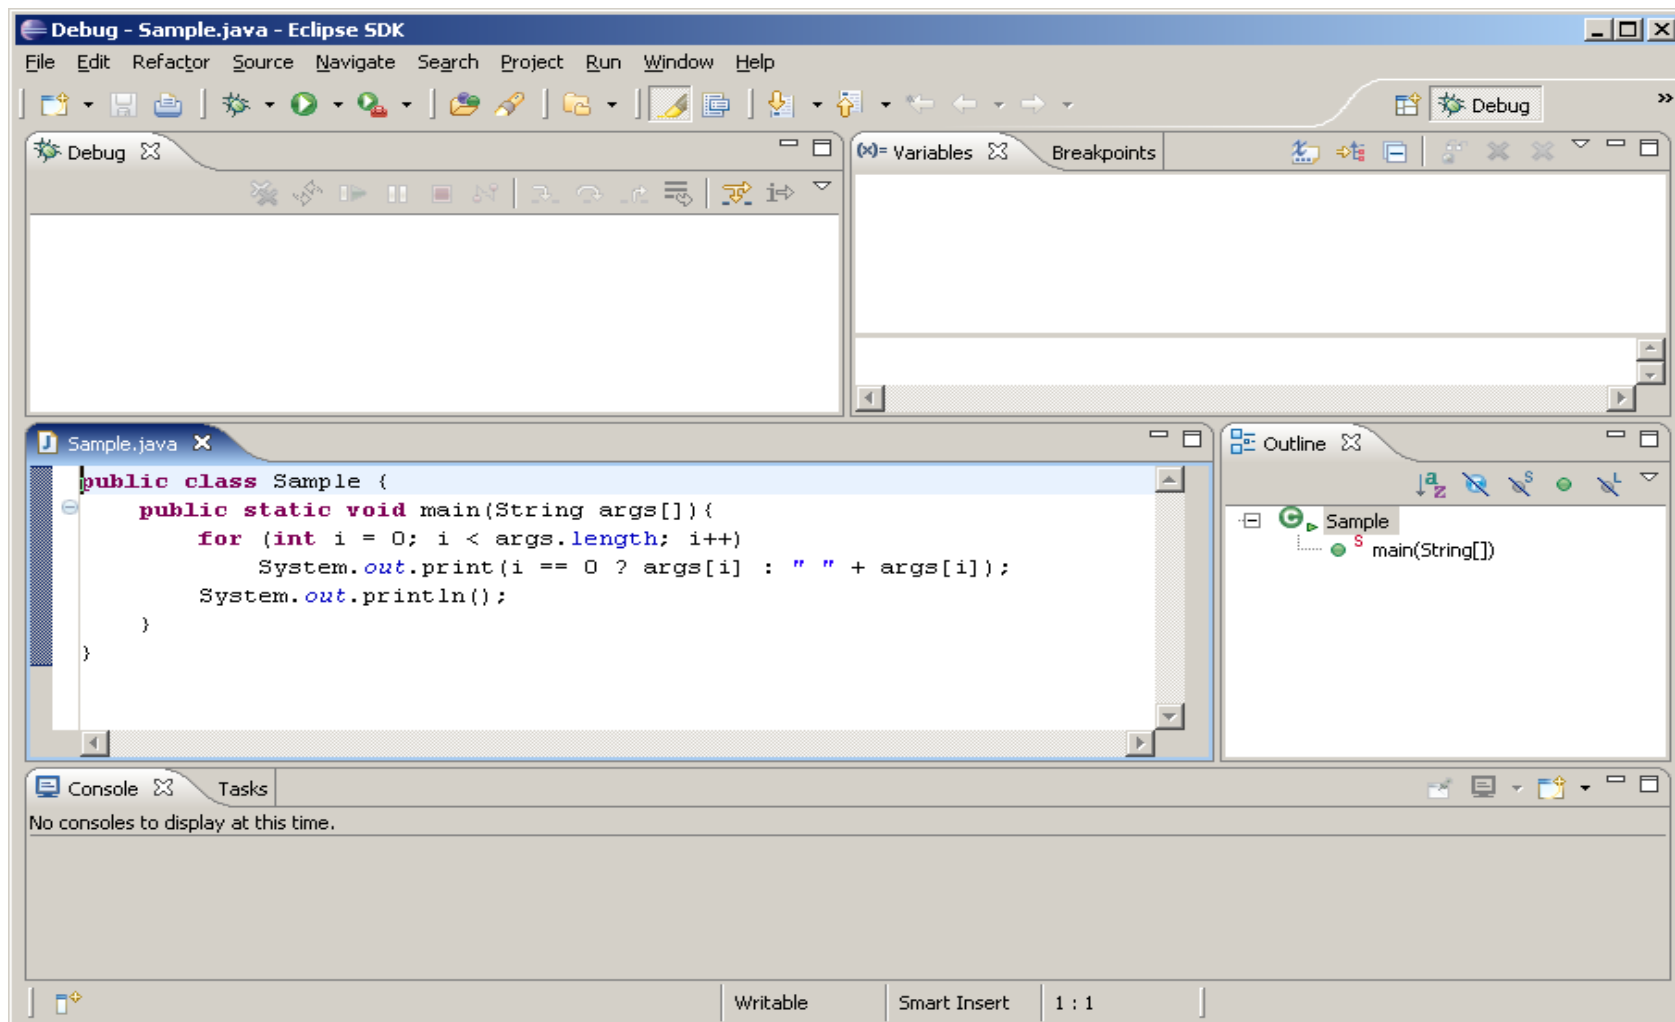 Debug - Sample.java - Eclipse SDK
File Edit Refactor Source Navigate Search Project Run Window Help
Debug
Debug
(x)= Variables Breakpoints
Sample.java
public class Sample {
public static void main(String args[]){
for (int i = 0; i < args.length; i++)
System.out.print(i == 0 ? args[i] : " " + args[i]);
System.out.println();
}
}
Outline
Sample
S main(String[])
Console Tasks
No consoles to display at this time.
Writable Smart Insert 1 : 1